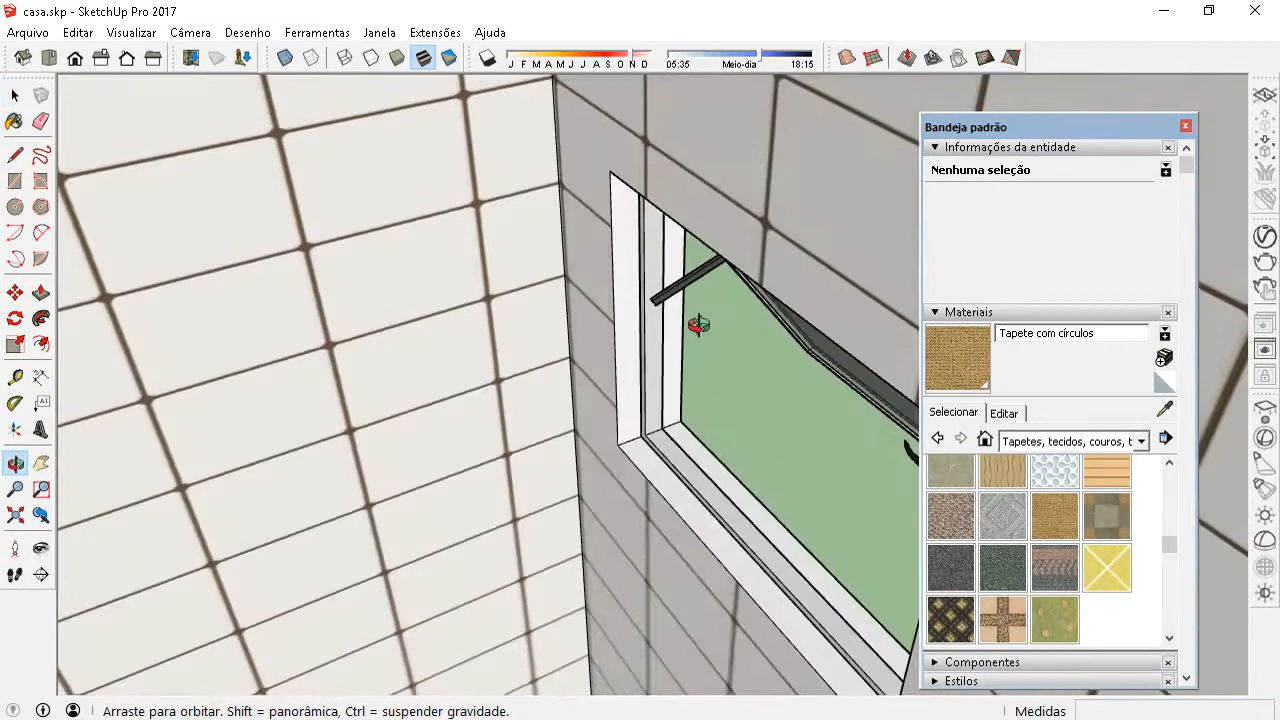 casa.skp - SketchUp Pro 2017
Arquivo Editar Visualizar Câmera Desenho Ferramentas Janela Extensões Ajuda
J F M A M J J A S O N D
05:35 Meio-dia 18:15
Bandeja padrão
Informações da entidade
Nenhuma seleção
Materiais
Tapete com círculos
Selecionar Editar
Tapetes, tecidos, couros, t
Componentes
Estilos
Arraste para orbitar. Shift = panorâmica, Ctrl = suspender gravidade.
Medidas